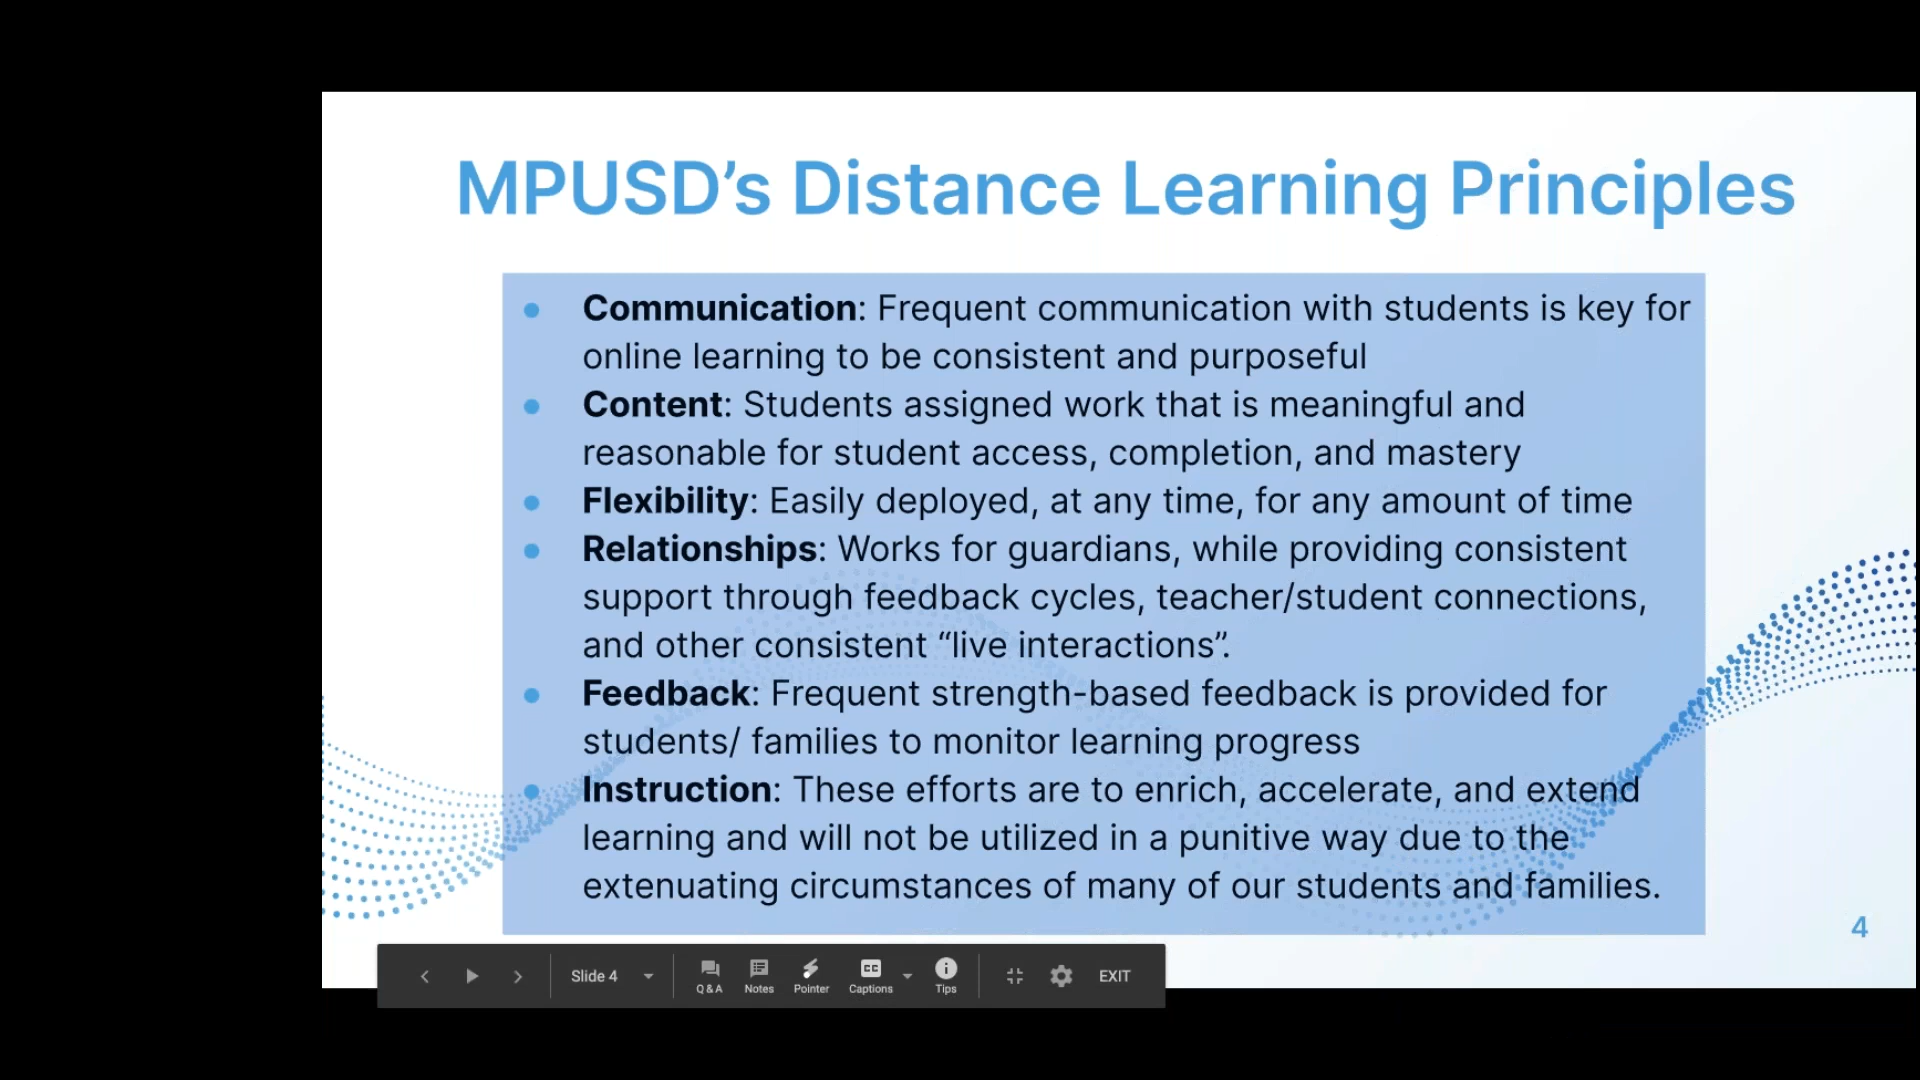 MPUSD’s Distance Learning Principles
Communication: Frequent communication with students is key for
online learning to be consistent and purposeful
Content: Students assigned work that is meaningful and
reasonable for student access, completion, and mastery
Flexibility: Easily deployed, at any time, for any amount of time
Relationships: Works for guardians, while providing consistent
support through feedback cycles, teacher/student connections,
and other consistent “live interactions”.
Feedback: Frequent strength-based feedback is provided for
students/ families to monitor learning progress
Instruction: These efforts are to enrich, accelerate, and extend
learning and will not be utilized in a punitive way due to the
extenuating circumstances of many of our students and families.
4
Slide 4
Q&A
Notes
Pointer
CC
Captions
Tips
EXIT